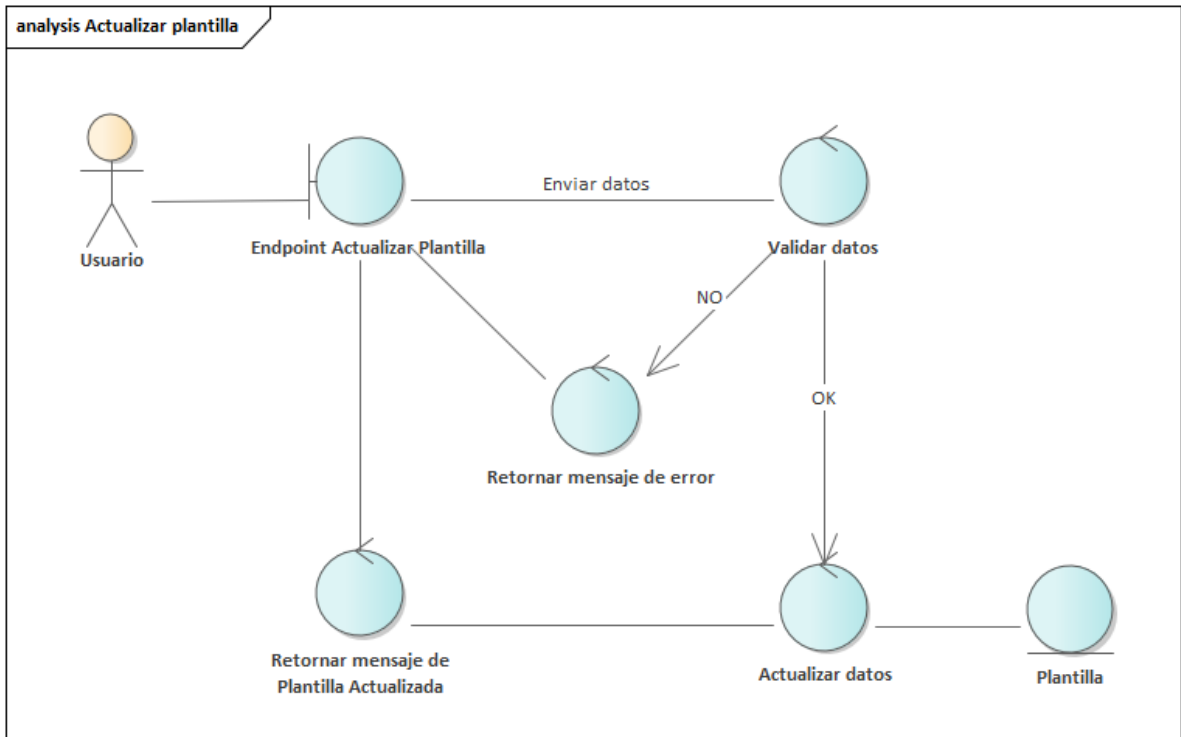 analysis Actualizar plantilla
Enviar datos
Usuario
Endpoint Actualizar Plantilla
Validar datos
NO
OK
Retornar mensaje de error
Retornar mensaje de
Plantilla Actualizada
Actualizar datos
Plantilla